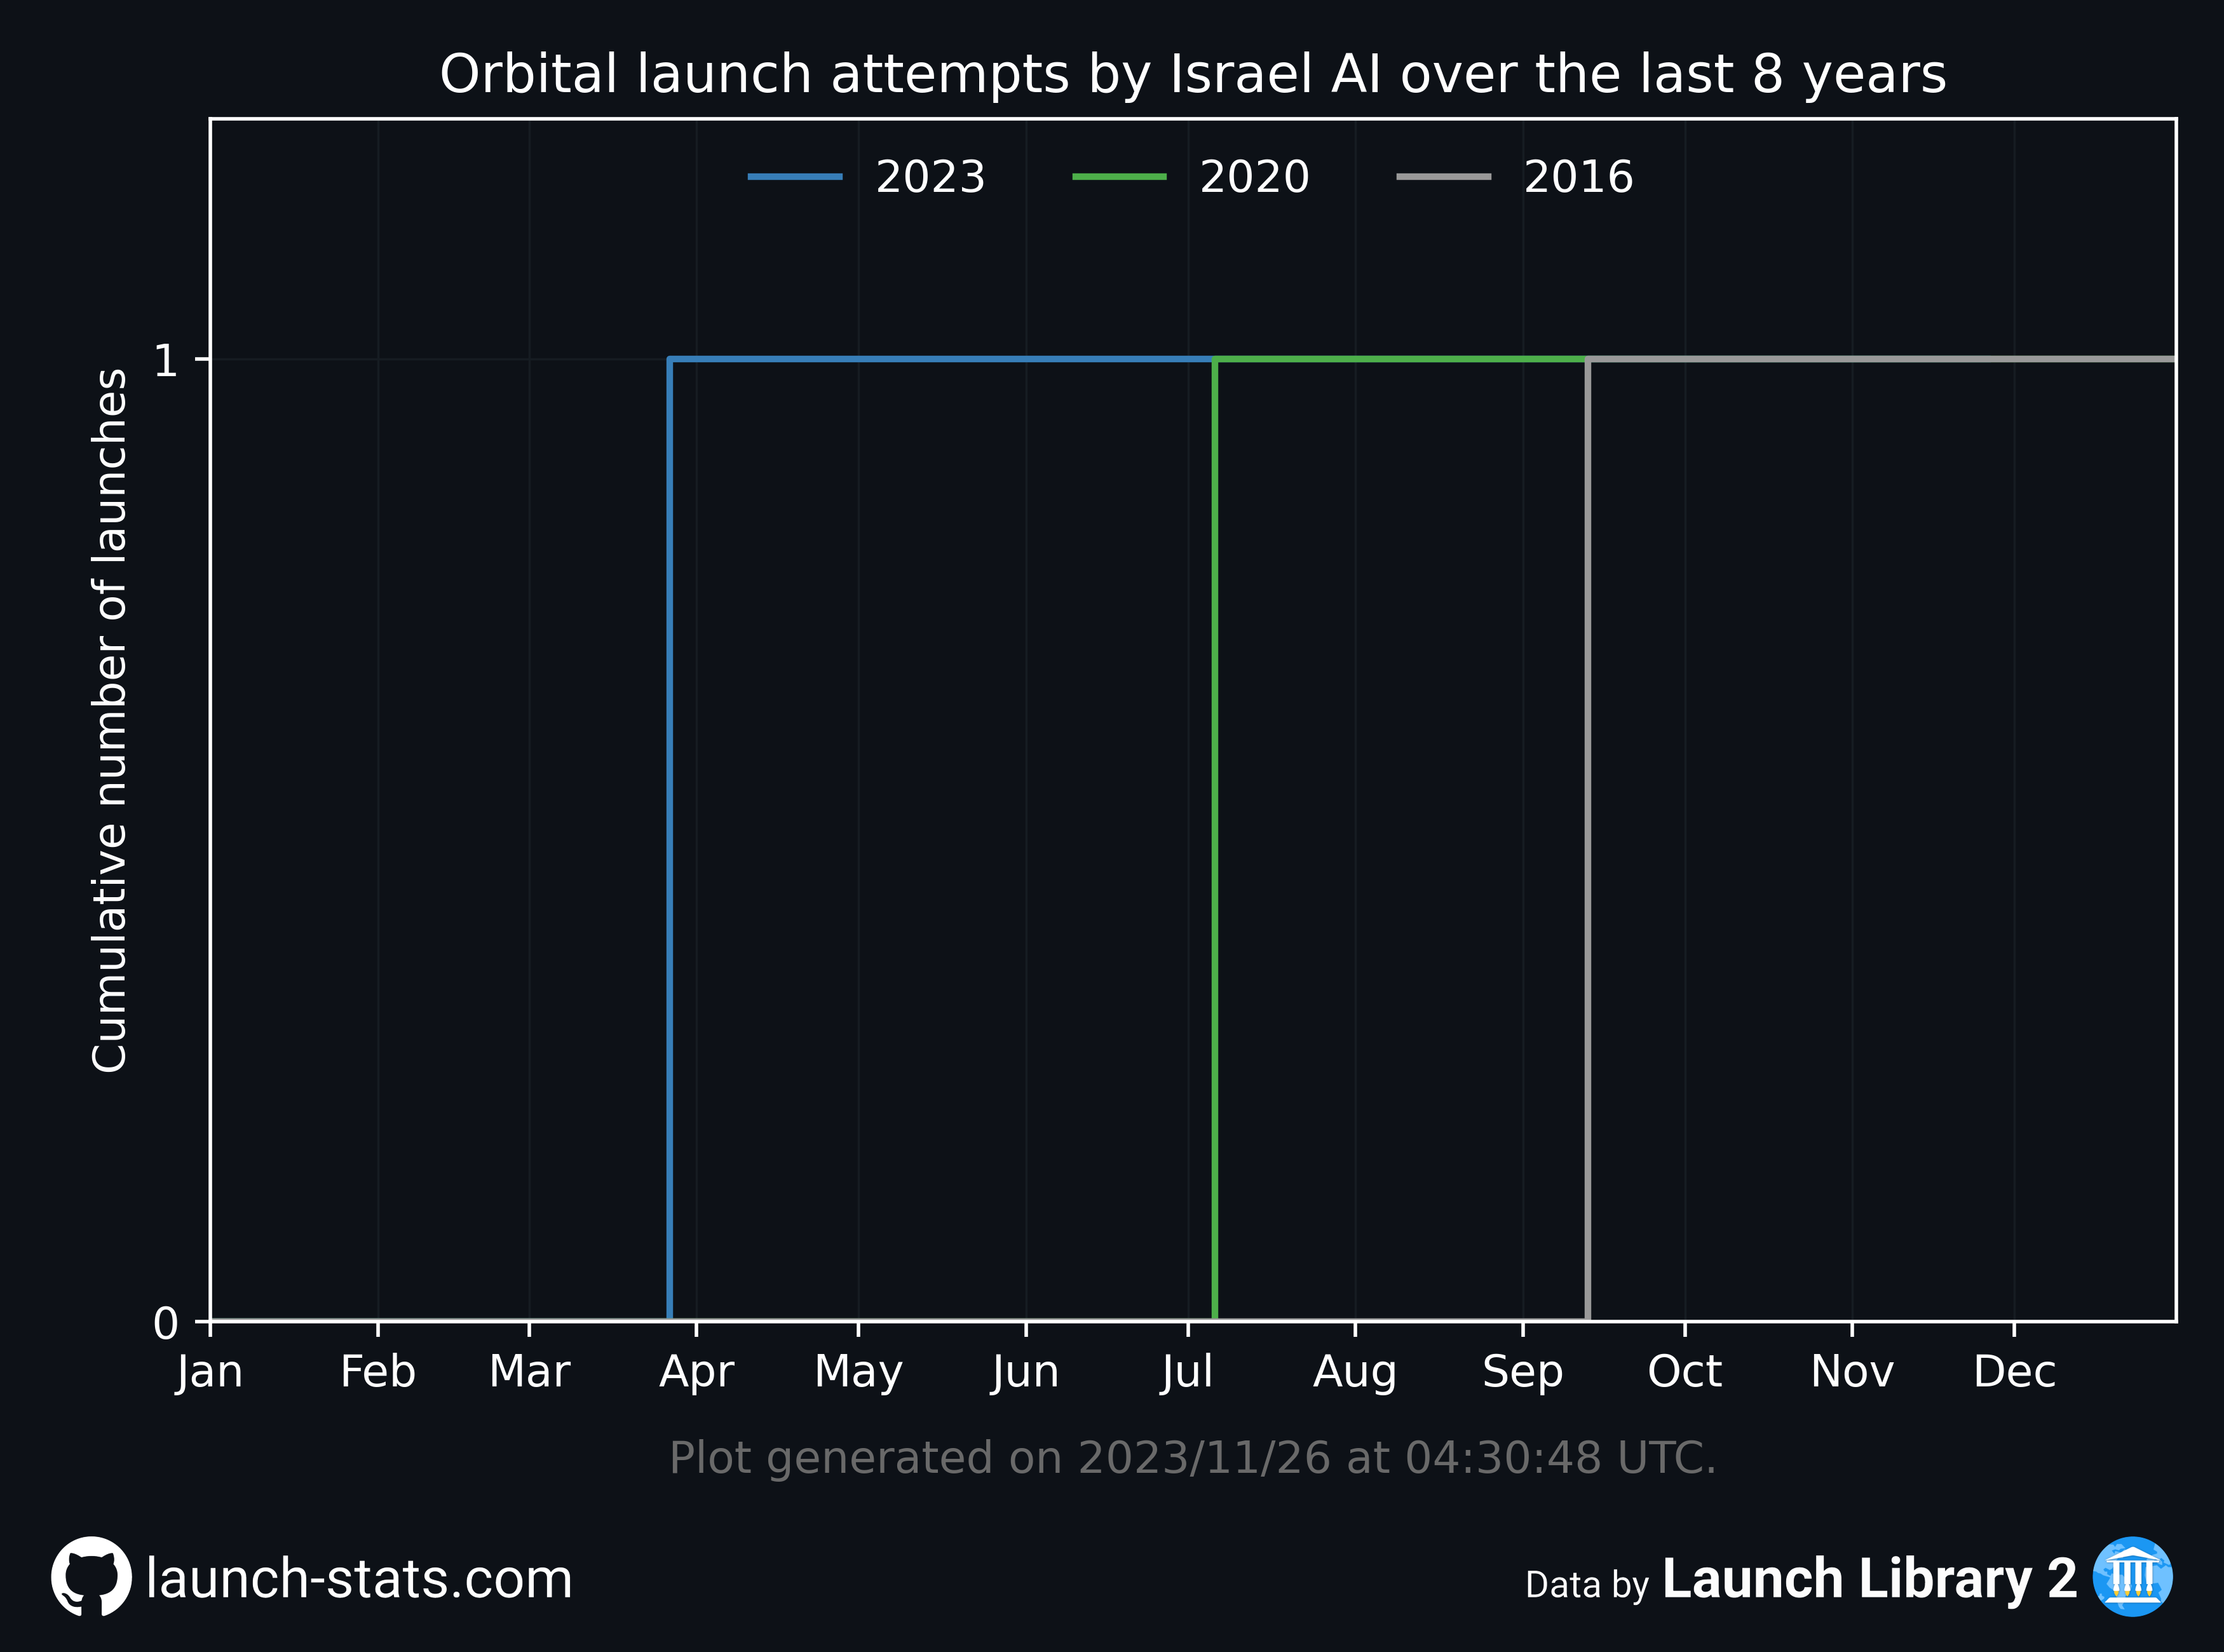 Orbital launch attempts by Israel AI over the last 8 years
2023 2020 2016
Cumulative number of launches
1
0
Jan Feb Mar Apr May Jun Jul Aug Sep Oct Nov Dec
Plot generated on 2023/11/26 at 04:30:48 UTC.
launch-stats.com
Data by Launch Library 2